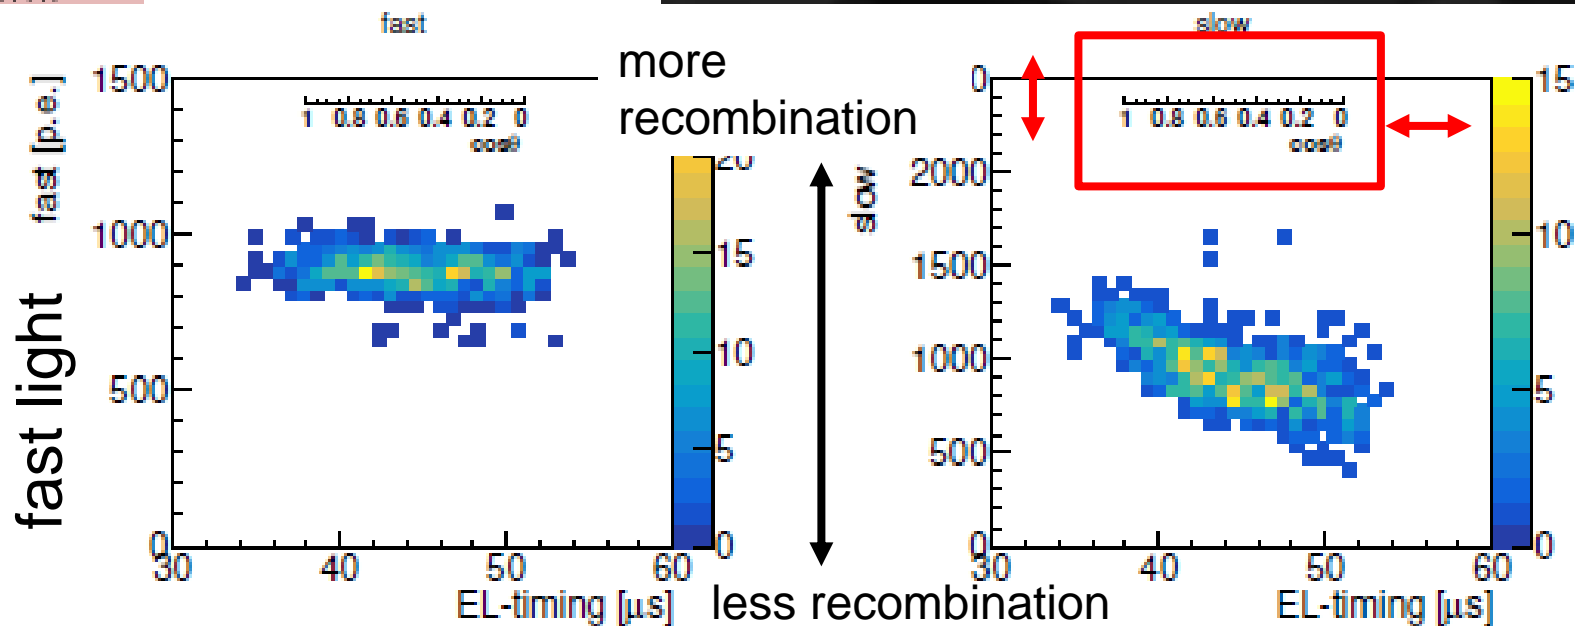 fast
slow
more
recombination
fast light
fast [p.e.]
1500
1000
500
0
30
40
50
60
EL-timing [μs]
1 0.8 0.6 0.4 0.2 0
cosθ
20
15
10
5
0
less recombination
slow
0
2000
1500
1000
500
0
30
40
50
60
EL-timing [μs]
1 0.8 0.6 0.4 0.2 0
cosθ
15
10
5
0